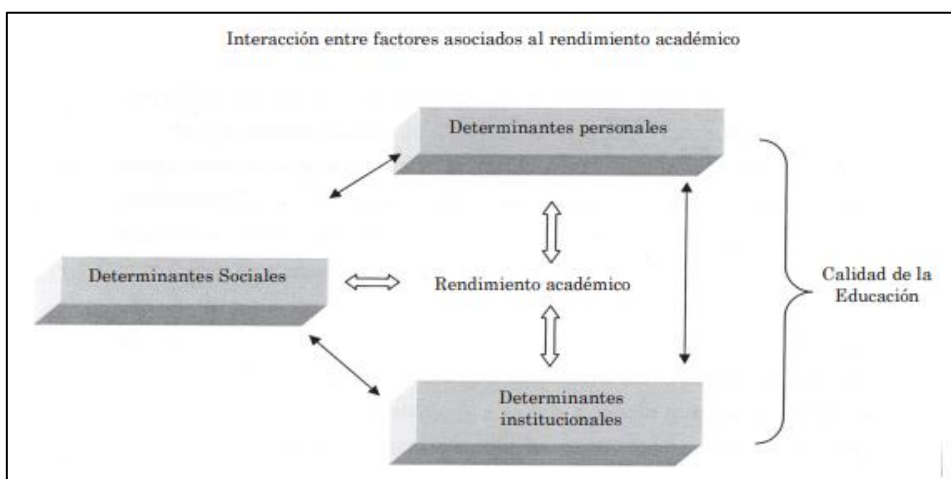 Interacción entre factores asociados al rendimiento académico
Determinantes personales
Determinantes Sociales
Rendimiento académico
Calidad de la
Educación
Determinantes
institucionales